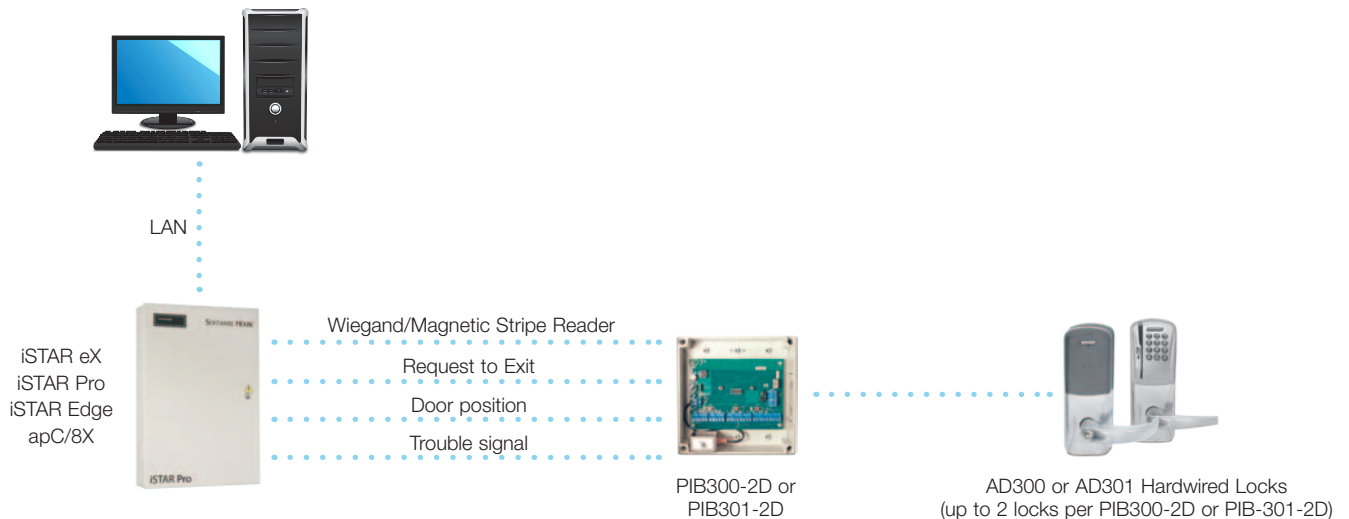 LAN
iSTAR eX
iSTAR Pro
iSTAR Edge
apC/8X
SOFTWARE HOUSE
iSTAR Pro
Wiegand/Magnetic Stripe Reader
Request to Exit
Door position
Trouble signal
PIB300-2D or
PIB301-2D
AD300 or AD301 Hardwired Locks
(up to 2 locks per PIB300-2D or PIB-301-2D)